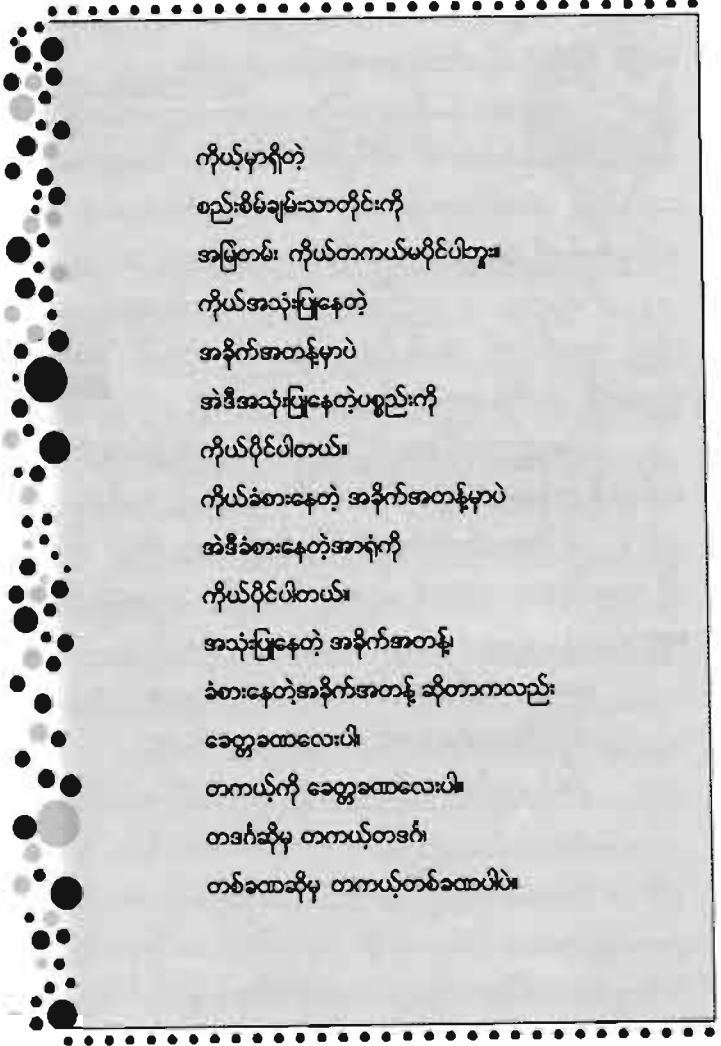 ကိုယ့်မှာရှိတဲ့
စည်းစိမ်ချမ်းသာတိုင်းကို
အမြဲတမ်း ကိုယ်တကယ်မပိုင်ပါဘူး။
ကိုယ်အသုံးပြုနေတဲ့
အခိုက်အတန့်မှာပဲ
အဲဒီအသုံးပြုနေတဲ့ပစ္စည်းကို
ကိုယ်ပိုင်ပါတယ်။
ကိုယ်ခံစားနေတဲ့ အခိုက်အတန့်မှာပဲ
အဲဒီခံစားနေတဲ့အာရုံကို
ကိုယ်ပိုင်ပါတယ်။
အသုံးပြုနေတဲ့ အခိုက်အတန့်၊
ခံစားနေတဲ့အခိုက်အတန့် ဆိုတာကလည်း
ခေတ္တခဏလေးပါ၊
တကယ့်ကို ခေတ္တခဏလေးပါ။
တဒင်္ဂဆိုမှ တကယ့်တဒင်္ဂ၊
တစ်ခဏဆိုမှ တကယ့်တစ်ခဏပါပဲ။